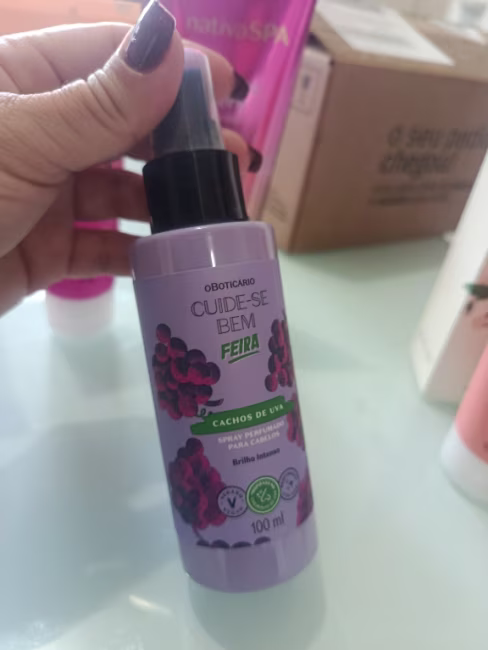 nativaSPA
o seu pedido
chegou!
oBOTICÁRIO
CUIDE-SE
BEM
FEIRA
CACHOS DE UVA
SPRAY PERFUMADO
PARA CABELOS
Brilho Intenso
100 ml